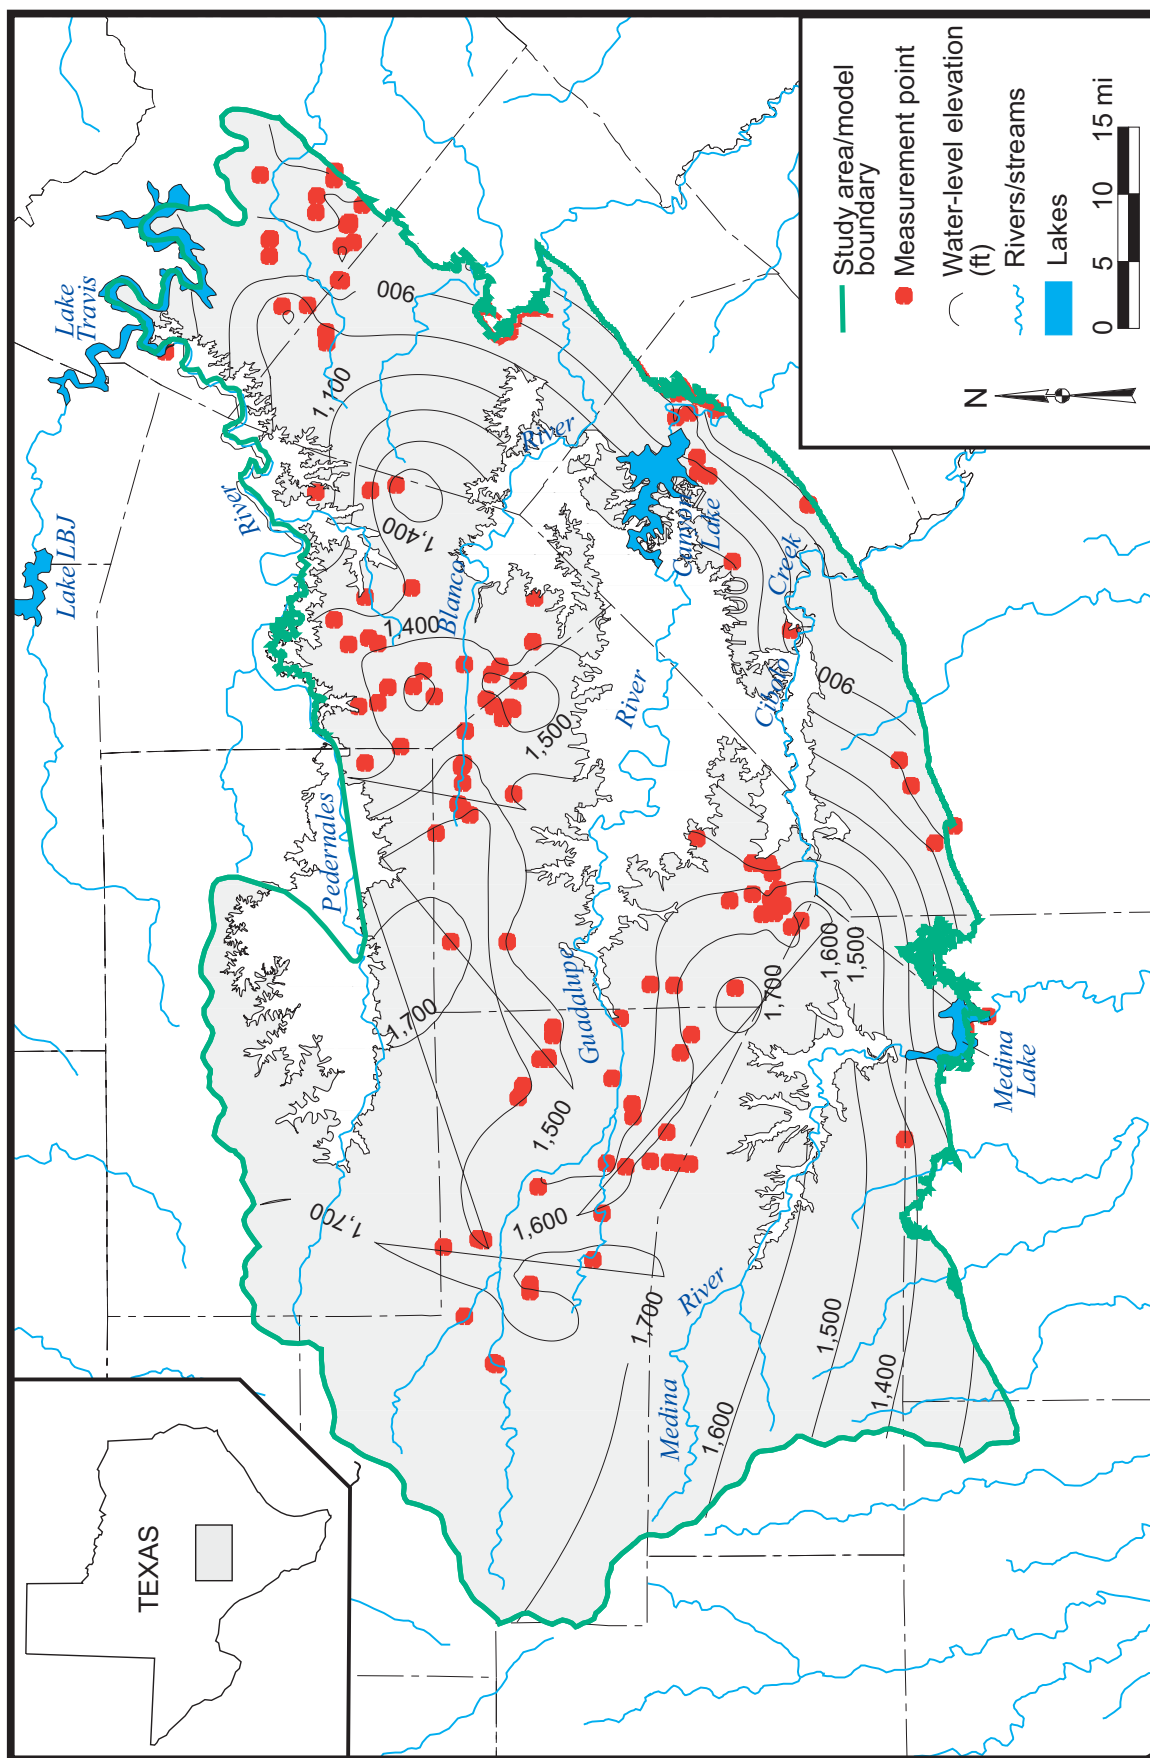 TEXAS
Lake LBJ
Lake
Travis
River
Pedernales
1,100
900
1,400
1,400
Blanco
River
1,500
1,700
1,700
1,500
1,600
Guadalupe
River
Canyon
Lake
1,100
Cibolo
Creek
900
1,700
1,600
1,500
1,700
River
Medina
1,600
1,500
1,400
Medina
Lake
Study area/model
boundary
Measurement point
Water-level elevation
(ft)
Rivers/streams
Lakes
N
0 5 10 15 mi